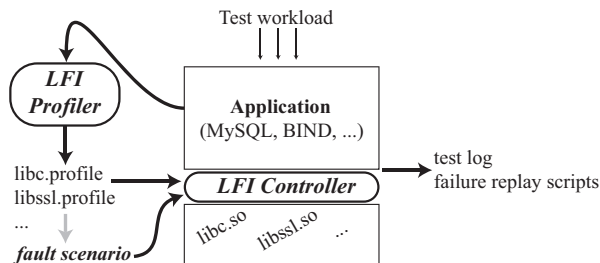 Test workload
LFI
Profiler
Application
(MySQL, BIND, ...)
libc.profile
libssl.profile
...
fault scenario
LFI Controller
libc.so
libssl.so
...
test log
failure replay scripts